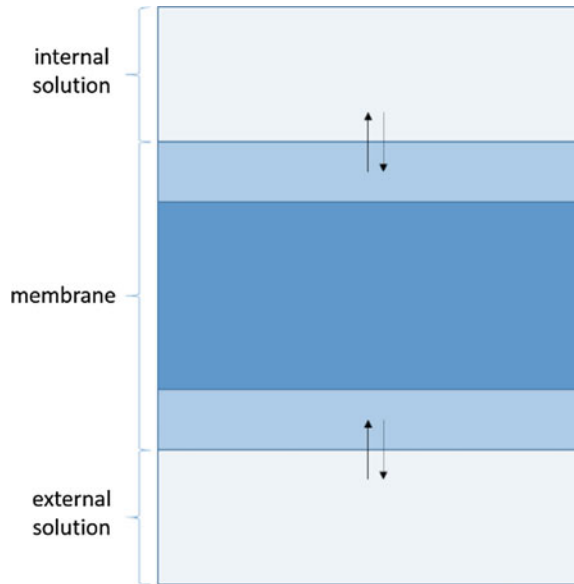 internal
solution
membrane
external
solution